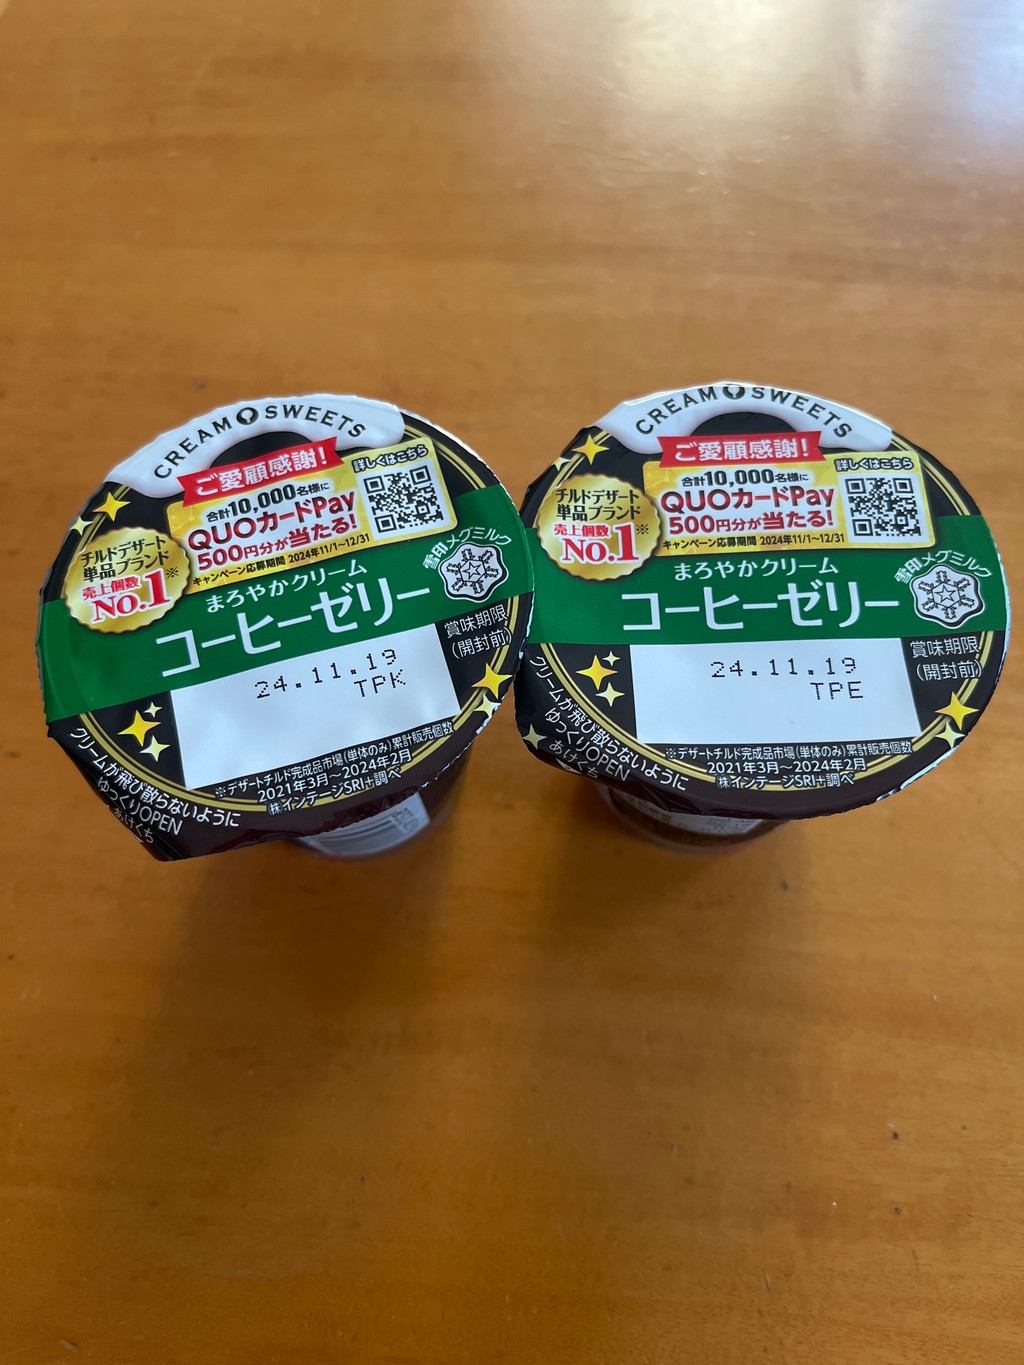 CREAM SWEETS
ご愛顧感謝!
合計10,000名様に
QUOカードPay
500円分が当たる!
キャンペーン応募期間 2024年11/1~12/31
詳しくはこちら
チルドデザート
単品ブランド
売上個数※
No.1
雪印メグミルク
まろやかクリーム
コーヒーゼリー
賞味期限
(開封前)
24.11.19
TPK
※デザートチルド完成品市場(単体のみ)累計販売個数
2021年3月~2024年2月
(株)インテージSRI+調べ
クリームが飛び散らないように
ゆっくりOPEN
あけくち
CREAM SWEETS
ご愛顧感謝!
合計10,000名様に
QUOカードPay
500円分が当たる!
キャンペーン応募期間 2024年11/1~12/31
詳しくはこちら
チルドデザート
単品ブランド
売上個数※
No.1
雪印メグミルク
まろやかクリーム
コーヒーゼリー
賞味期限
(開封前)
24.11.19
TPE
※デザートチルド完成品市場(単体のみ)累計販売個数
2021年3月~2024年2月
(株)インテージSRI+調べ
クリームが飛び散らないように
ゆっくりOPEN
あけくち